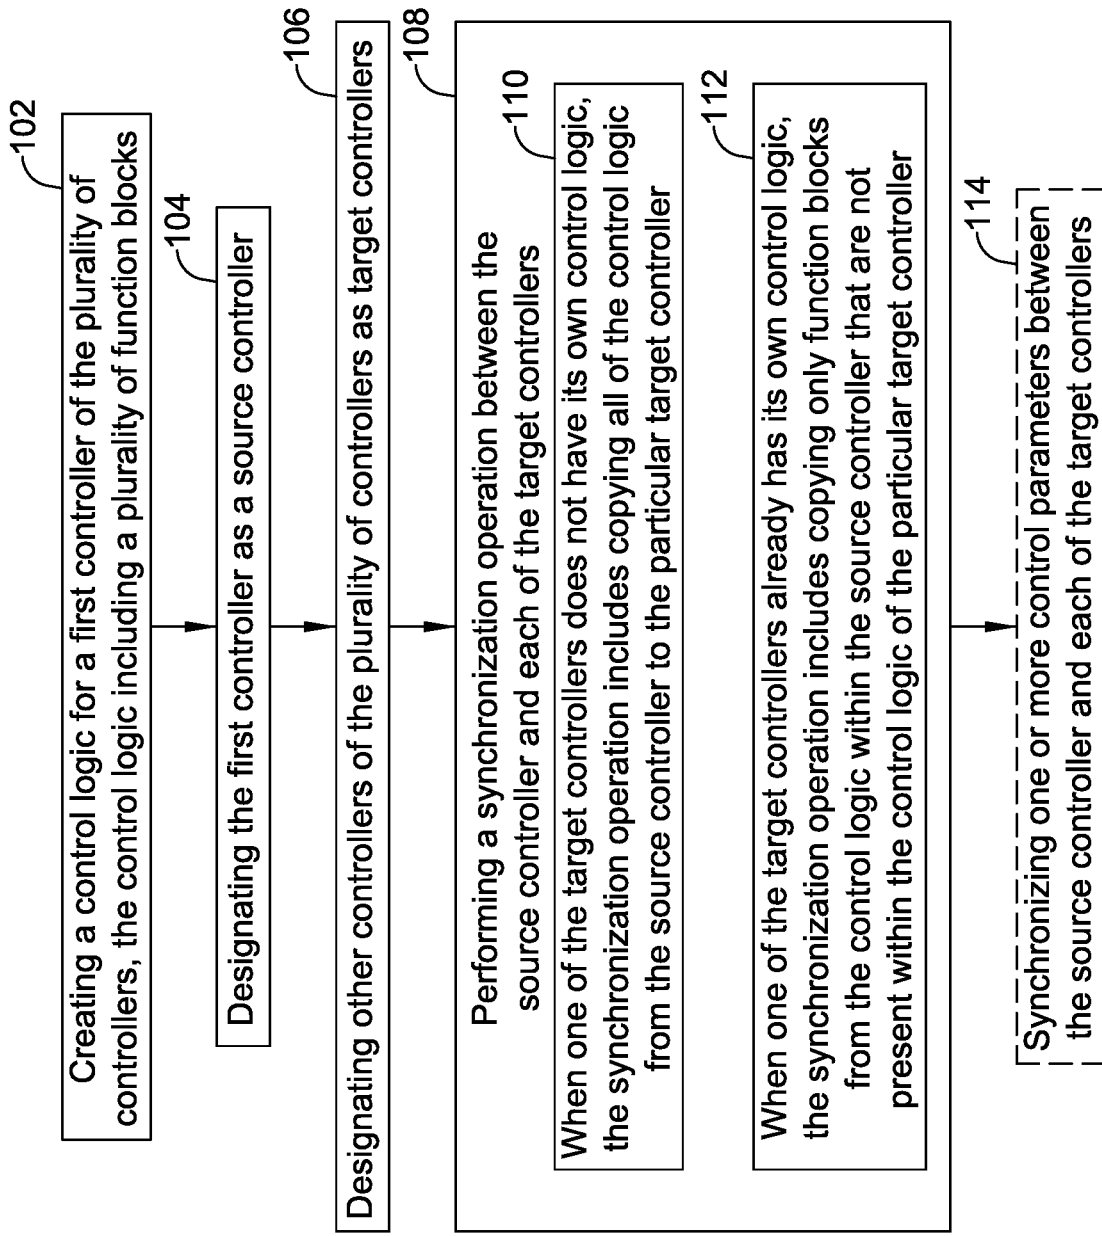 102
Creating a control logic for a first controller of the plurality of
controllers, the control logic including a plurality of function blocks
104
Designating the first controller as a source controller
106
Designating other controllers of the plurality of controllers as target controllers
108
Performing a synchronization operation between the
source controller and each of the target controllers
110
When one of the target controllers does not have its own control logic,
the synchronization operation includes copying all of the control logic
from the source controller to the particular target controller
112
When one of the target controllers already has its own control logic,
the synchronization operation includes copying only function blocks
from the control logic within the source controller that are not
present within the control logic of the particular target controller
114
Synchronizing one or more control parameters between
the source controller and each of the target controllers